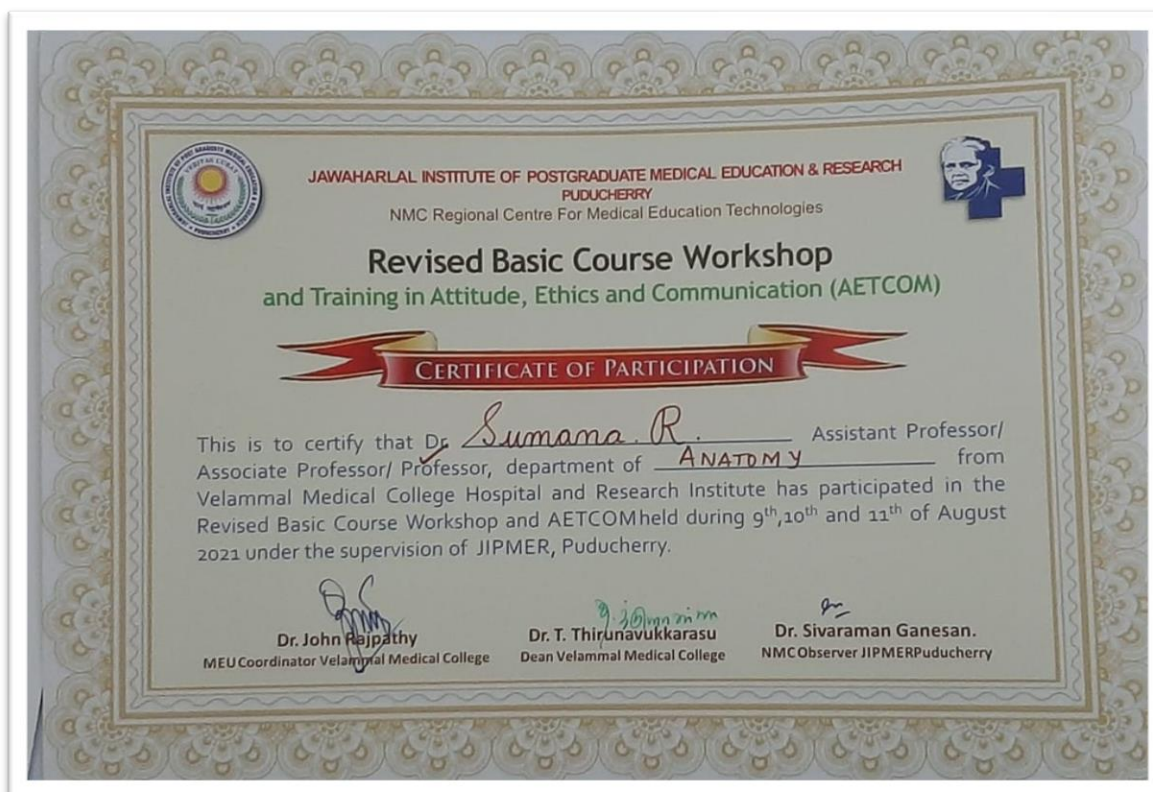 JAWAHARLAL INSTITUTE OF POSTGRADUATE MEDICAL EDUCATION & RESEARCH
PUDUCHERRY
NMC Regional Centre For Medical Education Technologies
Revised Basic Course Workshop
and Training in Attitude, Ethics and Communication (AETCOM)
CERTIFICATE OF PARTICIPATION
This is to certify that Dr. Sumana. R. Assistant Professor/
Associate Professor/ Professor, department of ANATOMY from
Velammal Medical College Hospital and Research Institute has participated in the
Revised Basic Course Workshop and AETCOM held during 9th,10th and 11th of August
2021 under the supervision of JIPMER, Puducherry.
Dr. John Rajpathy
MEU Coordinator Velammal Medical College
Dr. T. Thirunavukkarasu
Dean Velammal Medical College
Dr. Sivaraman Ganesan.
NMC Observer JIPMER Puducherry